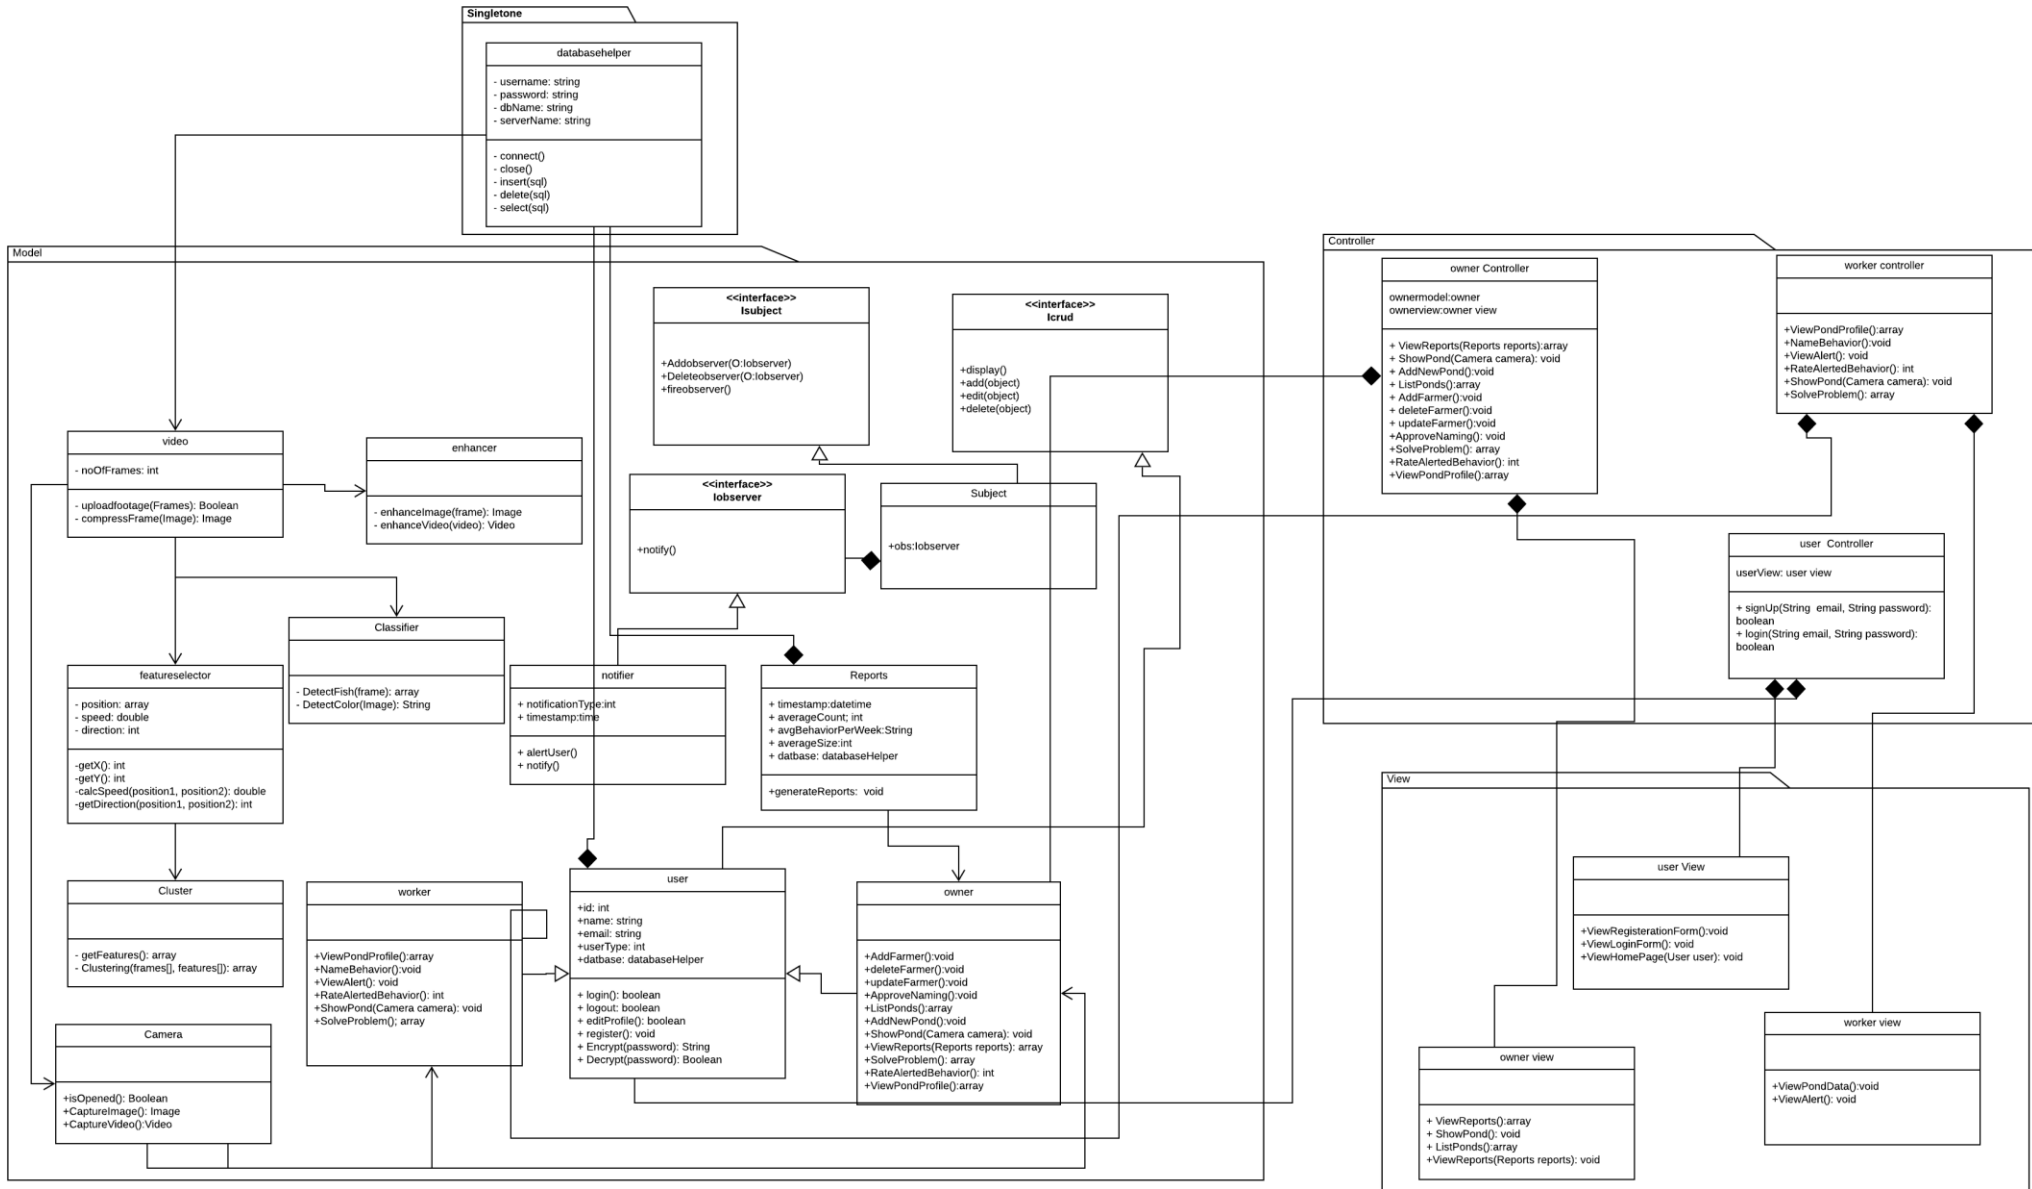 Singletone
databasehelper
- username: string
- password: string
- dbName: string
- serverName: string
- connect()
- close()
- insert(sql)
- delete(sql)
- select(sql)
Model
<<interface>>
Isubject
+Addobserver(O:Iobserver)
+Deleteobserver(O:Iobserver)
+fireobserver()
<<interface>>
Icrud
+display()
+add(object)
+edit(object)
+delete(object)
video
- noOfFrames: int
- uploadfootage(Frames): Boolean
- compressFrame(Image): Image
enhancer
- enhanceImage(frame): Image
- enhanceVideo(video): Video
<<interface>>
Iobserver
+notify()
Subject
+obs:Iobserver
Classifier
- DetectFish(frame): array
- DetectColor(Image): String
featureselector
- position: array
- speed: double
- direction: int
-getX(): int
-getY(): int
-calcSpeed(position1, position2): double
-getDirection(position1, position2): int
notifier
+ notificationType:int
+ timestamp:time
+ alertUser()
+ notify()
Reports
+ timestamp:datetime
+ averageCount; int
+ avgBehaviorPerWeek:String
+ averageSize:int
+ datbase: databaseHelper
+generateReports:  void
Cluster
- getFeatures(): array
- Clustering(frames[], features[]): array
worker
+ViewPondProfile():array
+NameBehavior():void
+ViewAlert(): void
+RateAlertedBehavior(): int
+ShowPond(Camera camera): void
+SolveProblem(); array
user
+id: int
+name: string
+email: string
+userType: int
+datbase: databaseHelper
+ login(): boolean
+ logout: boolean
+ editProfile(): boolean
+ register(): void
+ Encrypt(password): String
+ Decrypt(password): Boolean
owner
+AddFarmer():void
+deleteFarmer():void
+updateFarmer():void
+ApproveNaming():void
+ListPonds():array
+AddNewPond():void
+ShowPond(Camera camera): void
+ViewReports(Reports reports): array
+SolveProblem(): array
+RateAlertedBehavior(): int
+ViewPondProfile():array
Camera
+isOpened(): Boolean
+CaptureImage(): Image
+CaptureVideo():Video
Controller
owner Controller
ownermodel:owner
ownerview:owner view
+ ViewReports(Reports reports):array
+ ShowPond(Camera camera): void
+ AddNewPond():void
+ ListPonds():array
+ AddFarmer():void
+ deleteFarmer():void
+ updateFarmer():void
+ApproveNaming(): void
+SolveProblem(): array
+RateAlertedBehavior(): int
+ViewPondProfile():array
worker controller
+ViewPondProfile():array
+NameBehavior():void
+ViewAlert(): void
+RateAlertedBehavior(): int
+ShowPond(Camera camera): void
+SolveProblem(): array
user  Controller
userView: user view
+ signUp(String  email, String password):
boolean
+ login(String email, String password):
boolean
View
user View
+ViewRegisterationForm():void
+ViewLoginForm(): void
+ViewHomePage(User user): void
owner view
+ ViewReports():array
+ ShowPond(): void
+ ListPonds():array
+ViewReports(Reports reports): void
worker view
+ViewPondData():void
+ViewAlert(): void